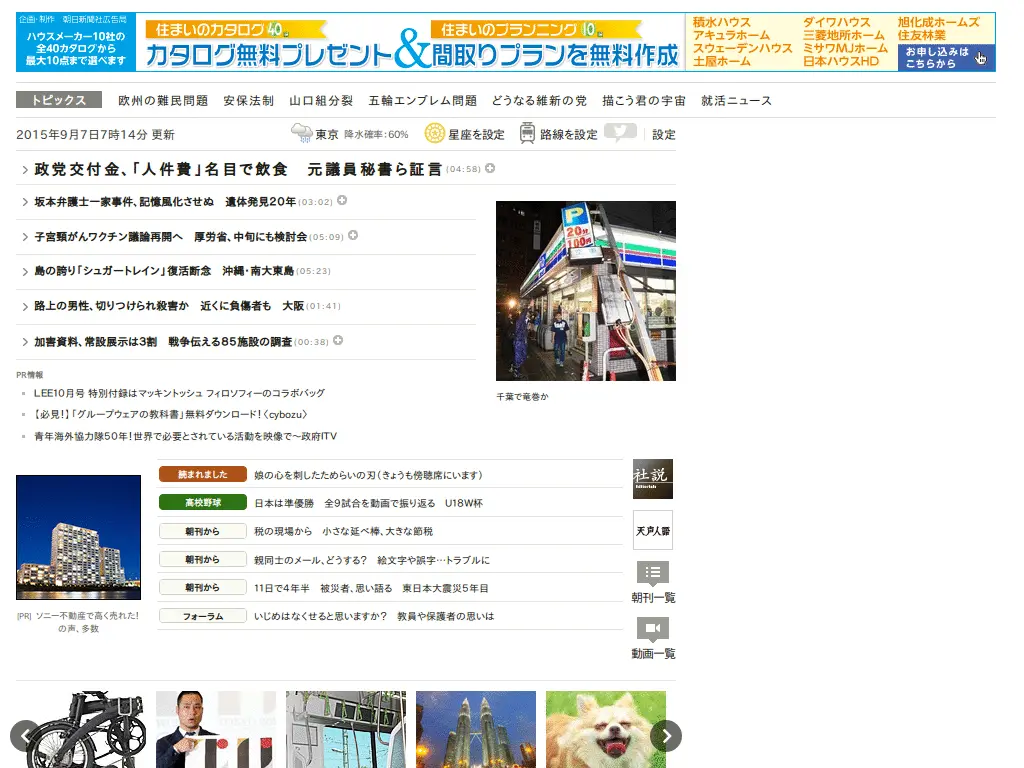 企画・制作　朝日新聞社広告局
ハウスメーカー10社の
全40カタログから
最大10点まで選べます
住まいのカタログ40点
カタログ無料プレゼント
&
住まいのプランニング10点
間取りプランを無料作成
積水ハウス　ダイワハウス　旭化成ホームズ
アキュラホーム　三菱地所ホーム　住友林業
スウェーデンハウス　ミサワMJホーム
土屋ホーム　日本ハウスHD
お申し込みは
こちらから
トピックス　欧州の難民問題　安保法制　山口組分裂　五輪エンブレム問題　どうなる維新の党　描こう君の宇宙　就活ニュース
2015年9月7日7時14分 更新　東京 降水確率：60%　星座を設定　路線を設定　設定
政党交付金、「人件費」名目で飲食　元議員秘書ら証言(04:58)
坂本弁護士一家事件、記憶風化させぬ　遺体発見20年(03:02)
子宮頸がんワクチン議論再開へ　厚労省、中旬にも検討会(05:09)
島の誇り「シュガートレイン」復活断念　沖縄・南大東島(05:23)
路上の男性、切りつけられ殺害か　近くに負傷者も　大阪(01:41)
加害資料、常設展示は3割　戦争伝える85施設の調査(00:38)
P
20分
100円
千葉で竜巻か
PR情報
LEE10月号 特別付録はマッキントッシュ フィロソフィーのコラボバッグ
【必見！】「グループウェアの教科書」無料ダウンロード！〈cybozu〉
青年海外協力隊50年！世界で必要とされている活動を映像で～政府ITV
[PR] ソニー不動産で高く売れた！
の声、多数
読まれました　娘の心を刺したためらいの刃（きょうも傍聴席にいます）
高校野球　日本は準優勝　全9試合を動画で振り返る　U18W杯
朝刊から　税の現場から　小さな延べ棒、大きな節税
朝刊から　親同士のメール、どうする？　絵文字や誤字…トラブルに
朝刊から　11日で4年半　被災者、思い語る　東日本大震災5年目
フォーラム　いじめはなくせると思いますか？　教員や保護者の思いは
社説
天声人語
朝刊一覧
動画一覧